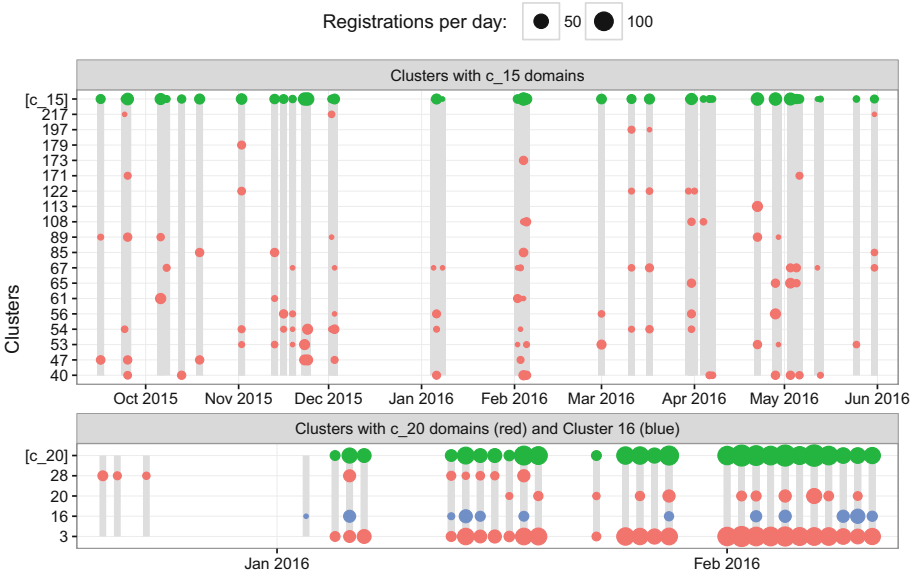 Registrations per day: 50 100
Clusters with c_15 domains
[c_15]
217
197
179
173
171
122
113
108
89
85
67
65
61
56
54
53
47
40
Clusters
Oct 2015 Nov 2015 Dec 2015 Jan 2016 Feb 2016 Mar 2016 Apr 2016 May 2016 Jun 2016
Clusters with c_20 domains (red) and Cluster 16 (blue)
[c_20]
28
20
16
3
Jan 2016 Feb 2016